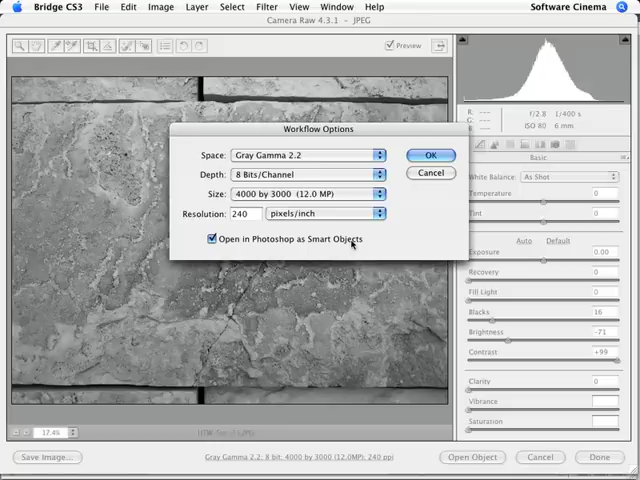 Bridge CS3 File Edit Image Layer Select Filter View Window Help Software Cinema
Camera Raw 4.3.1 – JPEG
Preview
R: ---
G: ---
B: ---
f/2.8 1/400 s
ISO 80 6 mm
Workflow Options
Space: Gray Gamma 2.2
OK
Depth: 8 Bits/Channel
Cancel
Size: 4000 by 3000 (12.0 MP)
Resolution: 240 pixels/inch
Open in Photoshop as Smart Objects
Basic
White Balance: As Shot
Temperature 0
Tint 0
Auto Default
Exposure 0.00
Recovery 0
Fill Light 0
Blacks 16
Brightness -71
Contrast +99
Clarity 0
Vibrance
Saturation
17.4%
Save Image...
Gray Gamma 2.2; 8 bit; 4000 by 3000 (12.0MP); 240 ppi
Open Object
Cancel
Done